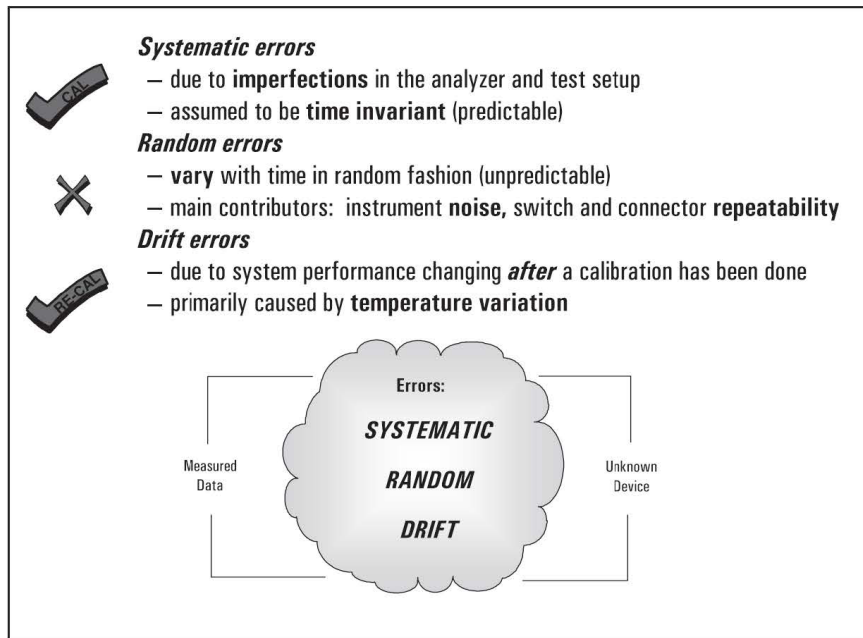 Systematic errors
– due to imperfections in the analyzer and test setup
CAL
– assumed to be time invariant (predictable)
Random errors
– vary with time in random fashion (unpredictable)
– main contributors: instrument noise, switch and connector repeatability
Drift errors
– due to system performance changing after a calibration has been done
RE-CAL
– primarily caused by temperature variation
Errors:
SYSTEMATIC
Measured
Data
RANDOM
Unknown
Device
DRIFT